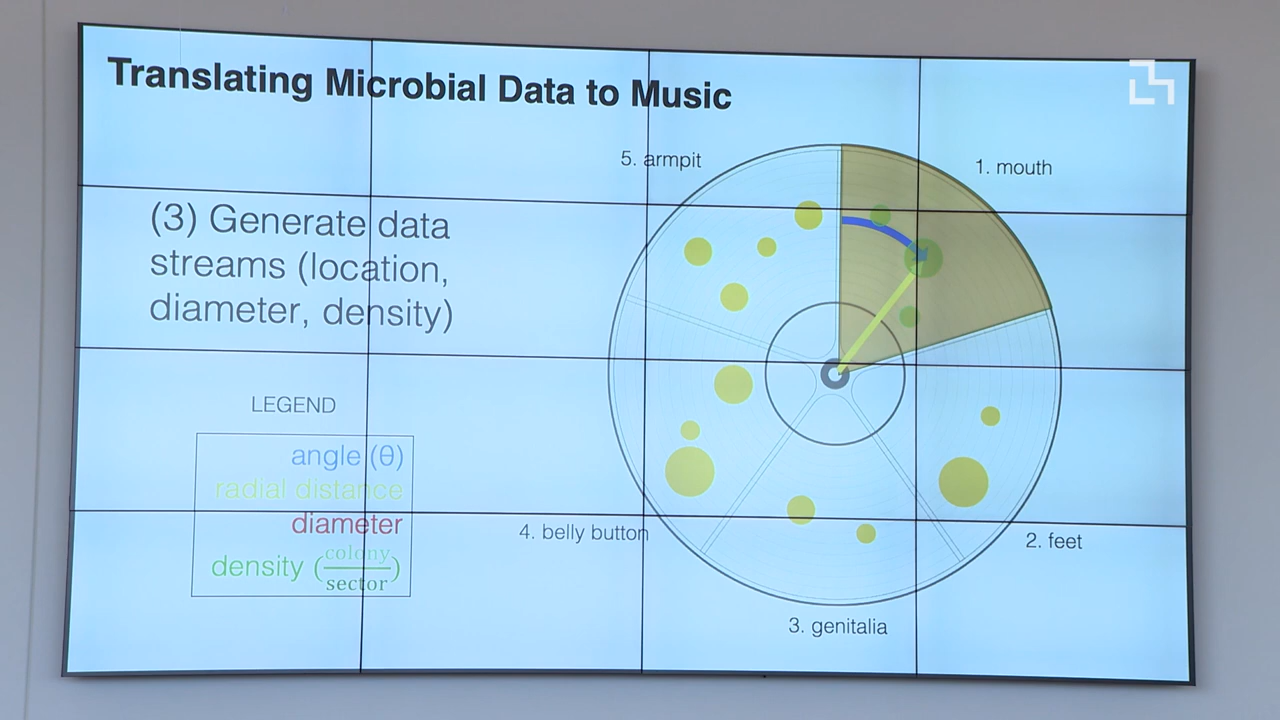 Translating Microbial Data to Music
5. armpit
1. mouth
(3) Generate data
streams (location,
diameter, density)
LEGEND
angle (θ)
radial distance
diameter
density (colony/sector)
4. belly button
2. feet
3. genitalia